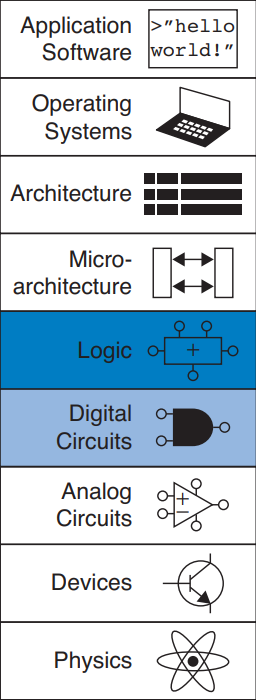 Application
Software
>"hello
world!"
Operating
Systems
Architecture
Micro-
architecture
Logic
+
Digital
Circuits
Analog
Circuits
+
−
Devices
Physics